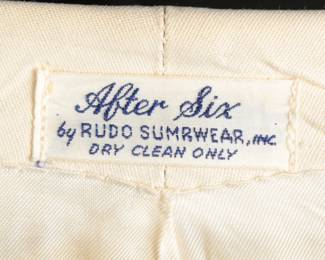 After Six
by RUDO SUMRWEAR, INC.
DRY CLEAN ONLY